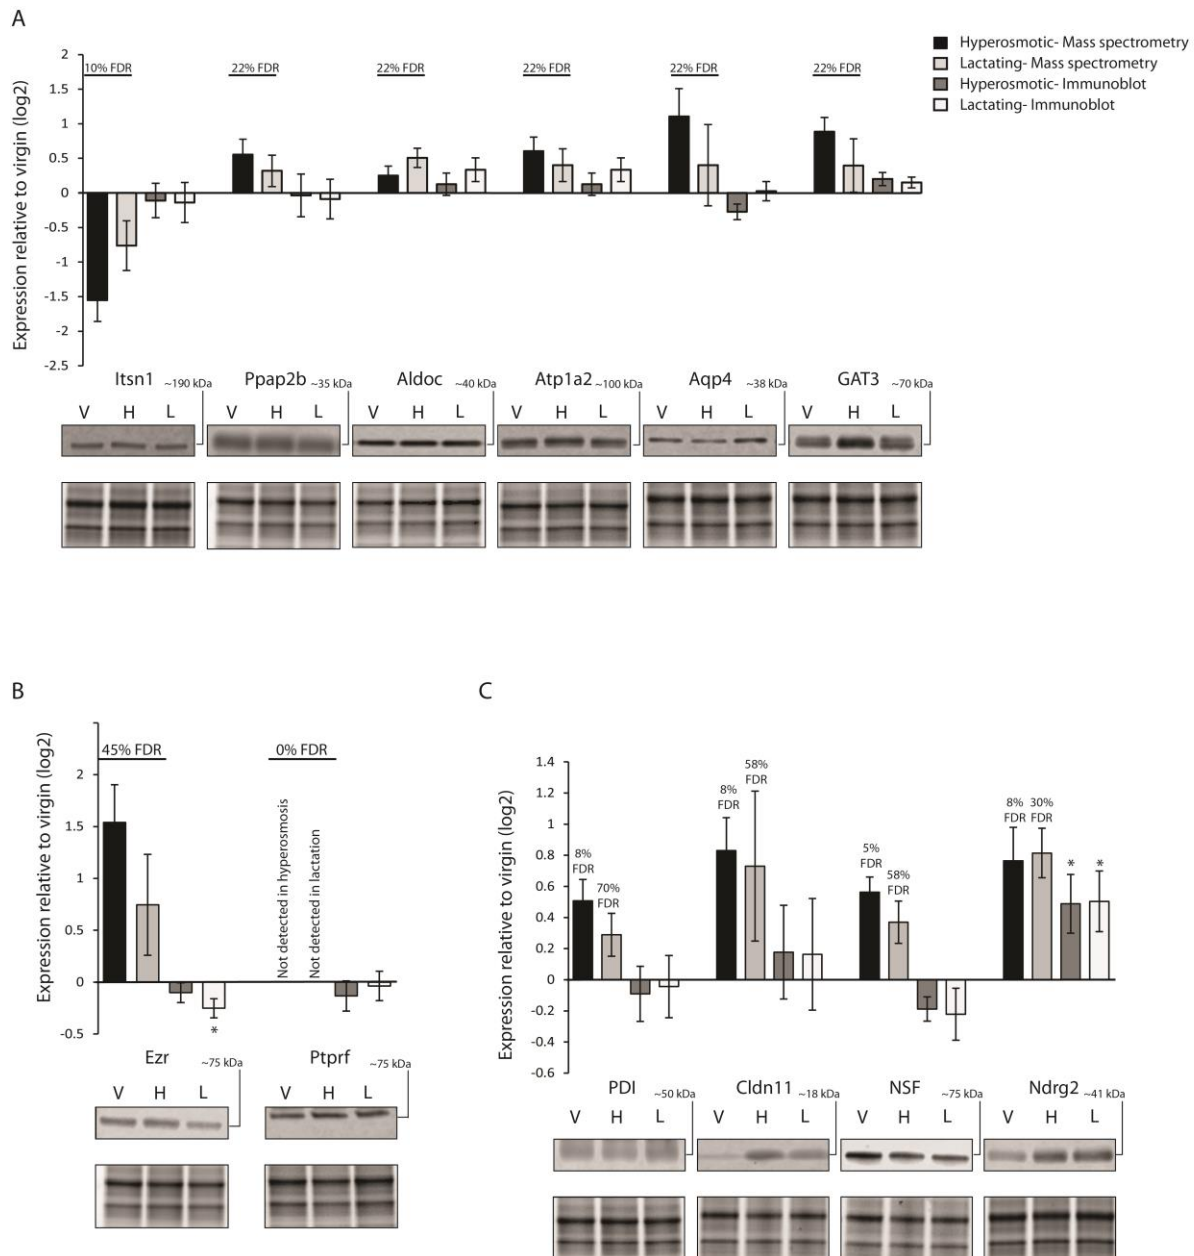 A
Expression relative to virgin (log2)
2
1.5
1
0.5
0
-0.5
-1
-1.5
-2
-2.5
10% FDR 22% FDR 22% FDR 22% FDR 22% FDR 22% FDR
Hyperosmotic- Mass spectrometry
Lactating- Mass spectrometry
Hyperosmotic- Immunoblot
Lactating- Immunoblot
Itsn1 ~190 kDa Ppap2b ~35 kDa Aldoc ~40 kDa Atp1a2 ~100 kDa Aqp4 ~38 kDa GAT3 ~70 kDa
V H L V H L V H L V H L V H L V H L
B
Expression relative to virgin (log2)
2
1.5
1
0.5
0
-0.5
45% FDR 0% FDR
Not detected in hyperosmosis
Not detected in lactation
*
Ezr ~75 kDa Ptprf ~75 kDa
V H L V H L
C
Expression relative to virgin (log2)
1.4
1.2
1
0.8
0.6
0.4
0.2
0
-0.2
-0.4
-0.6
8%
FDR
70%
FDR
8%
FDR
58%
FDR
5%
FDR
58%
FDR
8%
FDR
30%
FDR
* *
PDI ~50 kDa Cldn11 ~18 kDa NSF ~75 kDa Ndrg2 ~41 kDa
V H L V H L V H L V H L